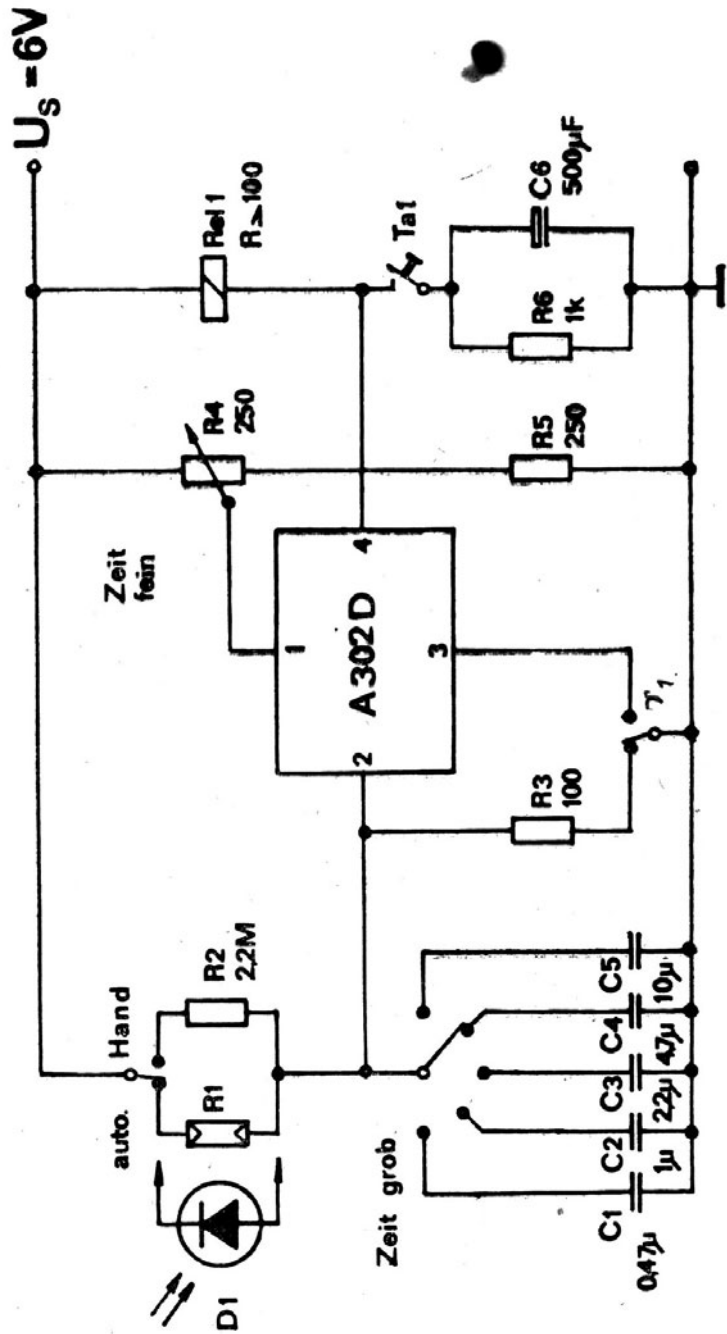 U_S = 6V
auto.
Hand
R1
R2
2,2M
D1
Zeit
fein
R4
250
Rel 1
R ≥ 100
A302D
1
2
3
4
Ta1
R3
100
R5
250
R6
1k
C6
500µF
Zeit grob
C1
0,47µ
C2
1µ
C3
2,2µ
C4
4,7µ
C5
10µ